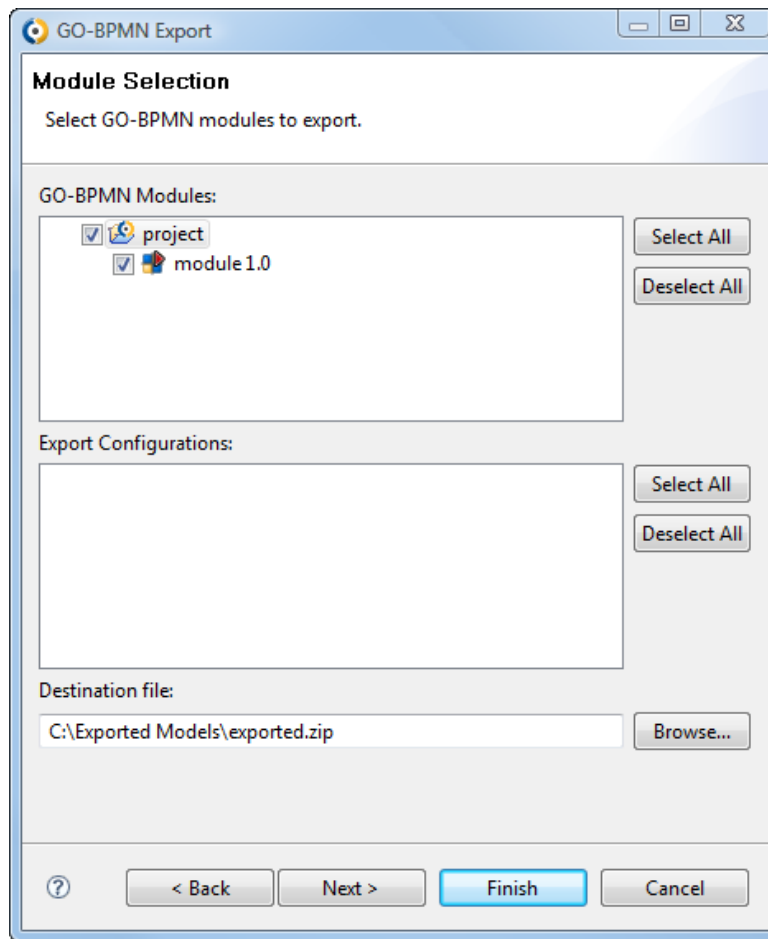 GO-BPMN Export
Module Selection
Select GO-BPMN modules to export.
GO-BPMN Modules:
project
Select All
module 1.0
Deselect All
Export Configurations:
Select All
Deselect All
Destination file:
C:\Exported Models\exported.zip
Browse...
? < Back Next > Finish Cancel